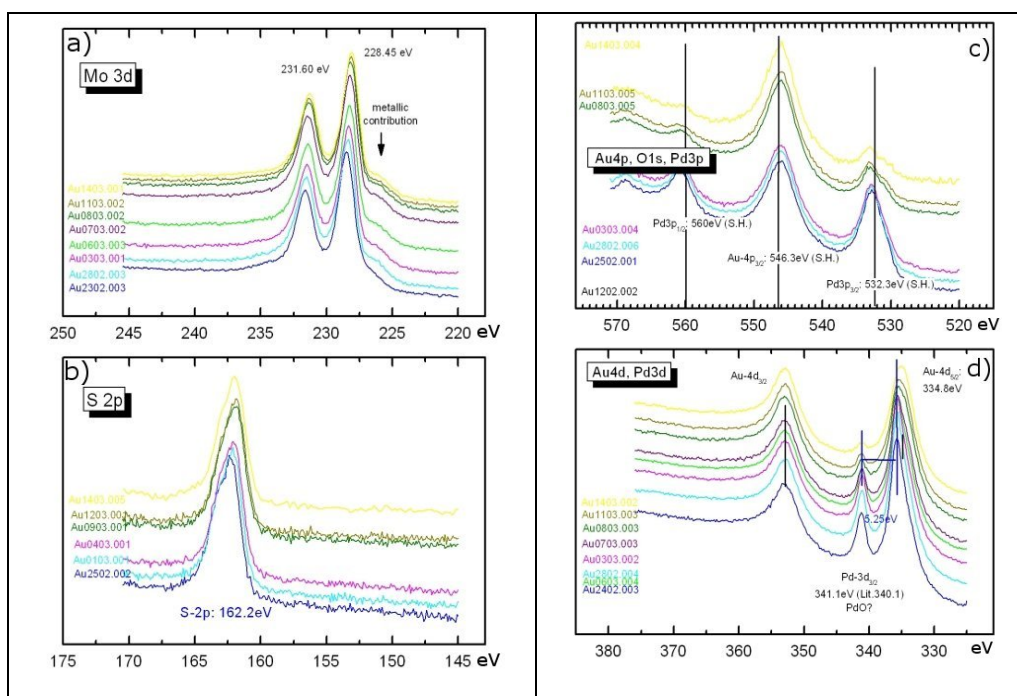 a)
Mo 3d
231.60 eV
228.45 eV
metallic
contribution
Au1403.001
Au1102.002
Au0803.002
Au0703.002
Au0603.003
Au0303.001
Au2802.003
Au2302.003
250 245 240 235 230 225 220 eV
b)
S 2p
Au1203.001
Au0903.001
Au0403.001
Au2502.002
S-2p: 162.2eV
175 170 165 160 155 150 145 eV
c)
Au1403.004
Au1103.005
Au0803.005
Au4p, O1s, Pd3p
Au0303.004
Au2802.006
Au2502.001
Au1202.002
Pd3p1/2: 560eV (S.H.)
Au-4p3/2: 546.3eV (S.H.)
Pd3p3/2: 532.3eV (S.H.)
570 560 550 540 530 520 eV
d)
Au4d, Pd3d
Au-4d3/2
Au-4d5/2:
334.8eV
Au1403.002
Au1103.003
Au0803.003
Au0703.003
Au0303.002
Au2802.004
Au0603.004
Au2402.003
5.25eV
Pd-3d3/2
341.1eV (Lit.340.1)
PdO?
380 370 360 350 340 330 eV